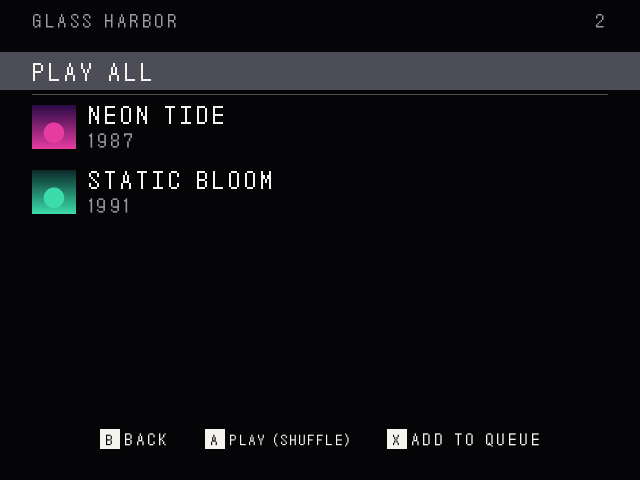 GLASS HARBOR 2
PLAY ALL
NEON TIDE
1987
STATIC BLOOM
1991
B BACK A PLAY (SHUFFLE) X ADD TO QUEUE